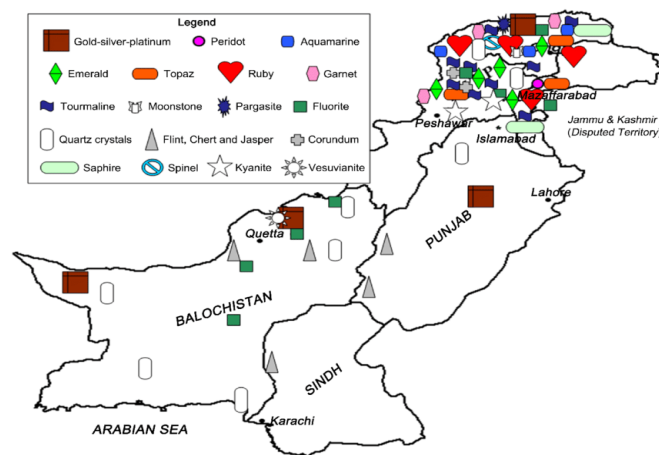 Legend
Gold-silver-platinum
Peridot
Aquamarine
Emerald
Topaz
Ruby
Garnet
Tourmaline
Moonstone
Pargasite
Fluorite
Quartz crystals
Flint, Chert and Jasper
Corundum
Saphire
Spinel
Kyanite
Vesuvianite
Mazaffarabad
Peshawar
Islamabad
Jammu & Kashmir
(Disputed Territory)
Lahore
PUNJAB
Quetta
BALOCHISTAN
SINDH
Karachi
ARABIAN SEA